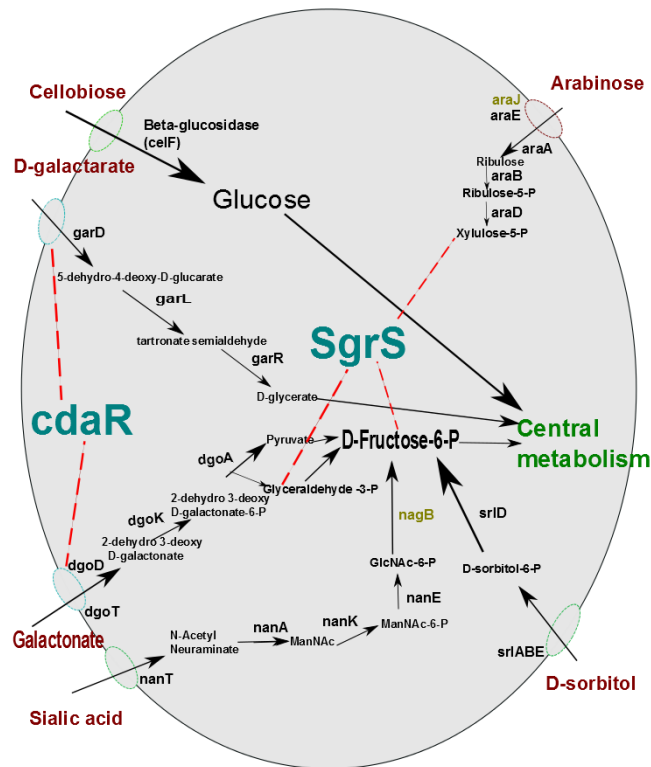 Cellobiose
Arabinose
araJ
araE
Beta-glucosidase
(celF)
araA
D-galactarate
Ribulose
araB
Ribulose-5-P
Glucose
araD
garD
Xylulose-5-P
5-dehydro-4-deoxy-D-glucarate
garL
tartronate semialdehyde
SgrS
garR
D-glycerate
cdaR
Central
metabolism
Pyruvate
D-Fructose-6-P
dgoA
Glyceraldehyde -3-P
2-dehydro 3-deoxy
D-galactonate-6-P
dgoK
nagB
srlD
2-dehydro 3-deoxy
D-galactonate
dgoD
GlcNAc-6-P
D-sorbitol-6-P
dgoT
nanE
Galactonate
nanA
nanK
ManNAc-6-P
N-Acetyl
Neuraminate
ManNAc
srlABE
nanT
D-sorbitol
Sialic acid